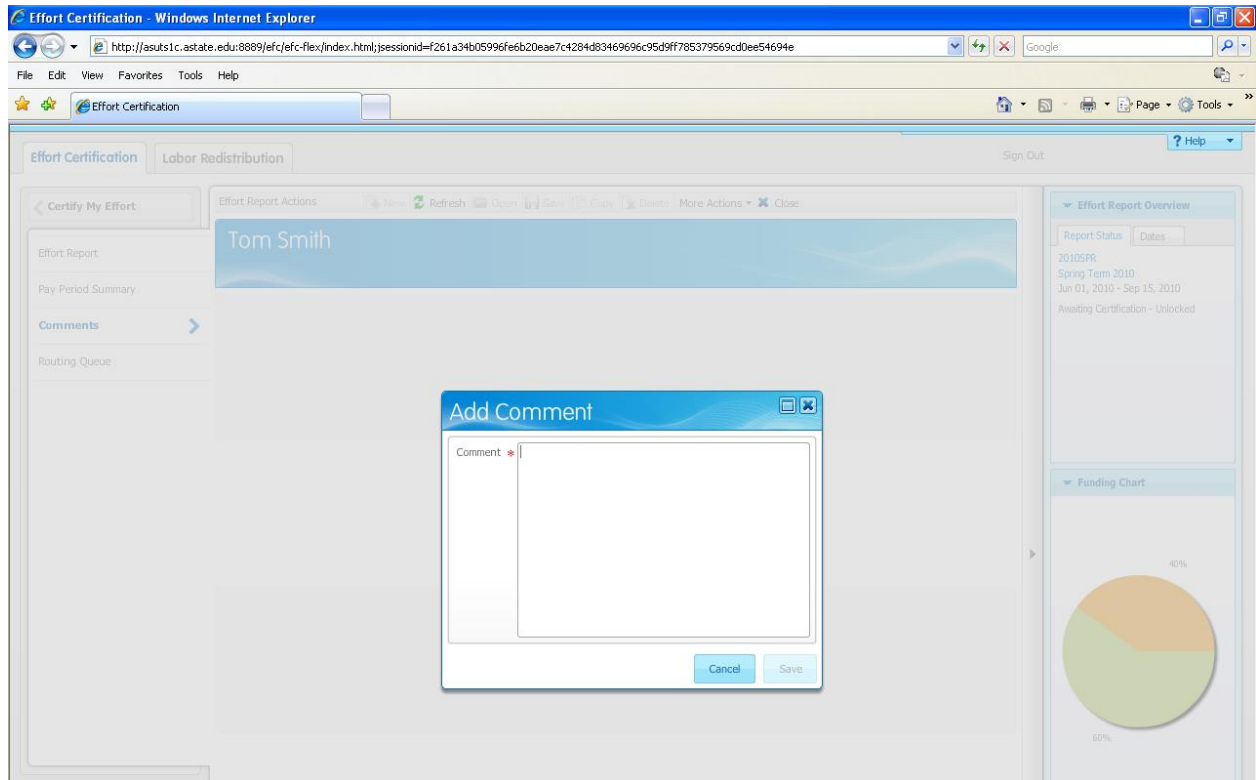 Effort Certification - Windows Internet Explorer
http://asuts1c.astate.edu:8889/efc/efc-flex/index.html;jsessionid=f261a34b05996fe6b203ae7c4284d83469696c95d9ff785379569cd0ee54694e
Google
File Edit View Favorites Tools Help
Effort Certification
Page Tools »
? Help
Effort Certification Labor Redistribution Sign Out
Certify My Effort
Effort Report Actions New Refresh Open Save Copy Delete More Actions Close
Effort Report Overview
Tom Smith
Report Status Dates
Effort Report
2010SPR
Spring Term 2010
Pay Period Summary
Jun 01, 2010 - Sep 15, 2010
Awaiting Certification - Unlocked
Comments
Routing Queue
Add Comment
Comment *
Funding Chart
40%
Cancel Save
60%